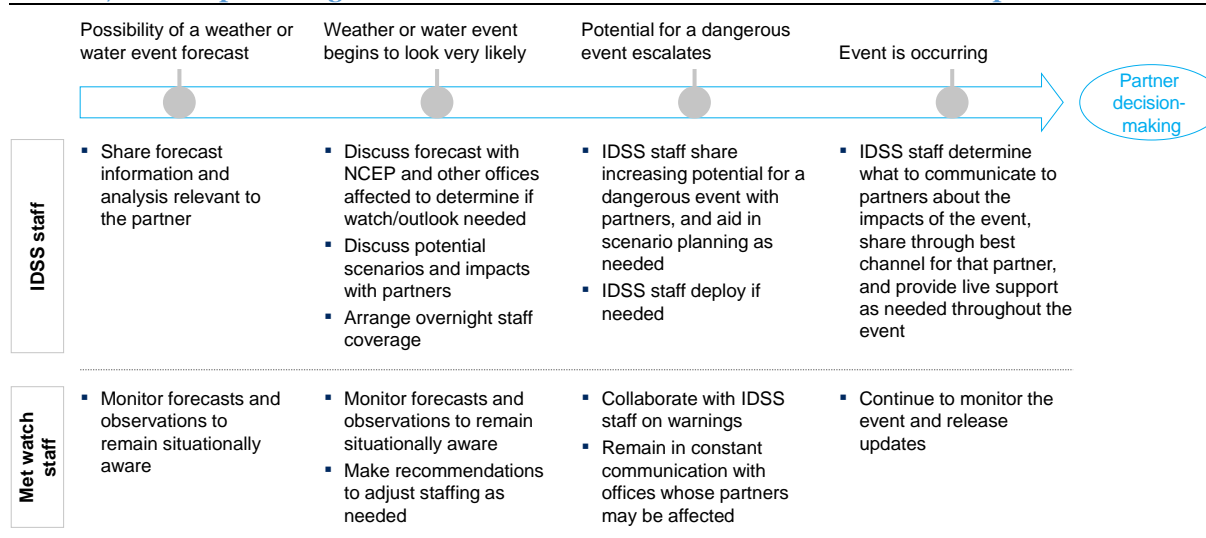 Possibility of a weather or
water event forecast
Weather or water event
begins to look very likely
Potential for a dangerous
event escalates
Event is occurring
Partner
decision-
making
IDSS staff
▪ Share forecast
information and
analysis relevant to
the partner
▪ Discuss forecast with
NCEP and other offices
affected to determine if
watch/outlook needed
▪ Discuss potential
scenarios and impacts
with partners
▪ Arrange overnight staff
coverage
▪ IDSS staff share
increasing potential for a
dangerous event with
partners, and aid in
scenario planning as
needed
▪ IDSS staff deploy if
needed
▪ IDSS staff determine
what to communicate to
partners about the
impacts of the event,
share through best
channel for that partner,
and provide live support
as needed throughout the
event
Met watch
staff
▪ Monitor forecasts and
observations to
remain situationally
aware
▪ Monitor forecasts and
observations to remain
situationally aware
▪ Make recommendations
to adjust staffing as
needed
▪ Collaborate with IDSS
staff on warnings
▪ Remain in constant
communication with
offices whose partners
may be affected
▪ Continue to monitor the
event and release
updates